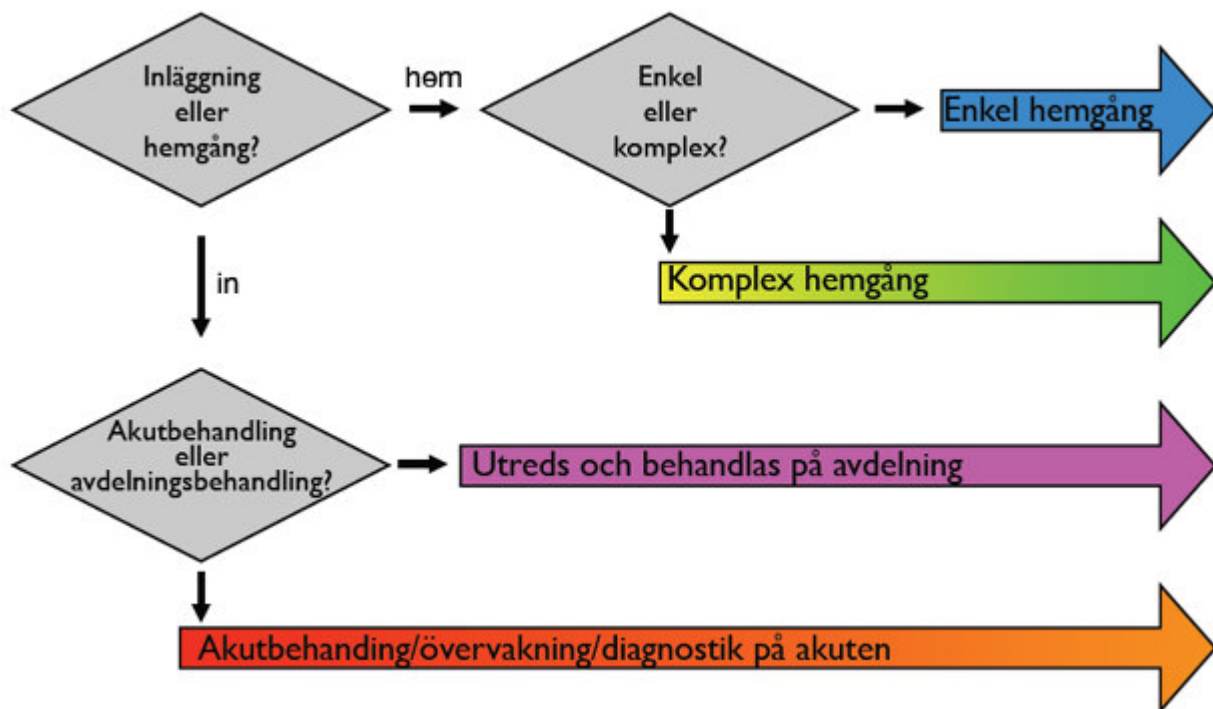 Inläggning
eller
hemgång?
hem
Enkel
eller
komplex?
Enkel hemgång
Komplex hemgång
in
Akutbehandling
eller
avdelningsbehandling?
Utreds och behandlas på avdelning
Akutbehanding/övervakning/diagnostik på akuten